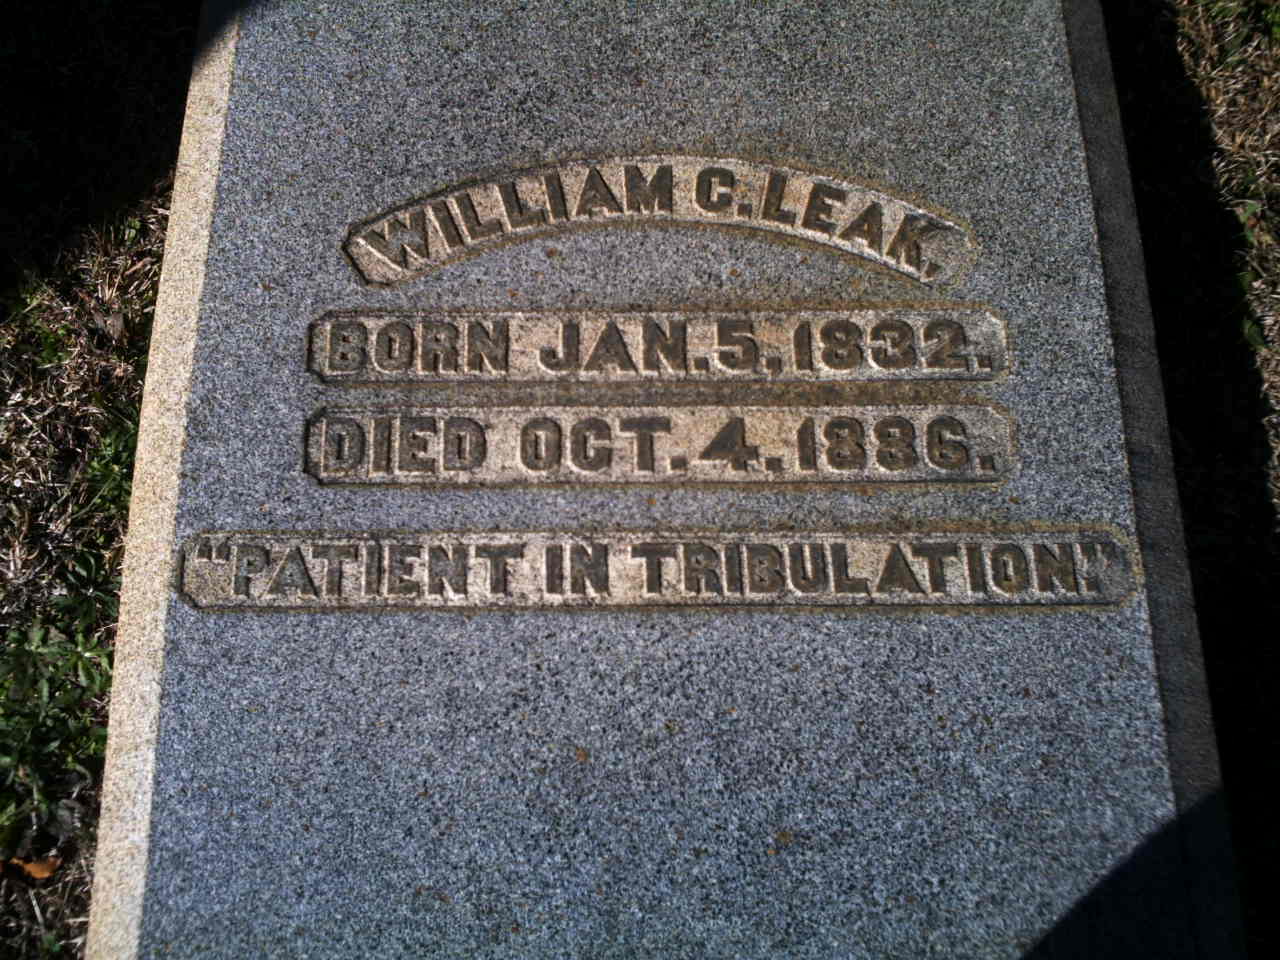 WILLIAM C. LEAK.
BORN JAN. 5. 1832.
DIED OCT. 4. 1886.
"PATIENT IN TRIBULATION."